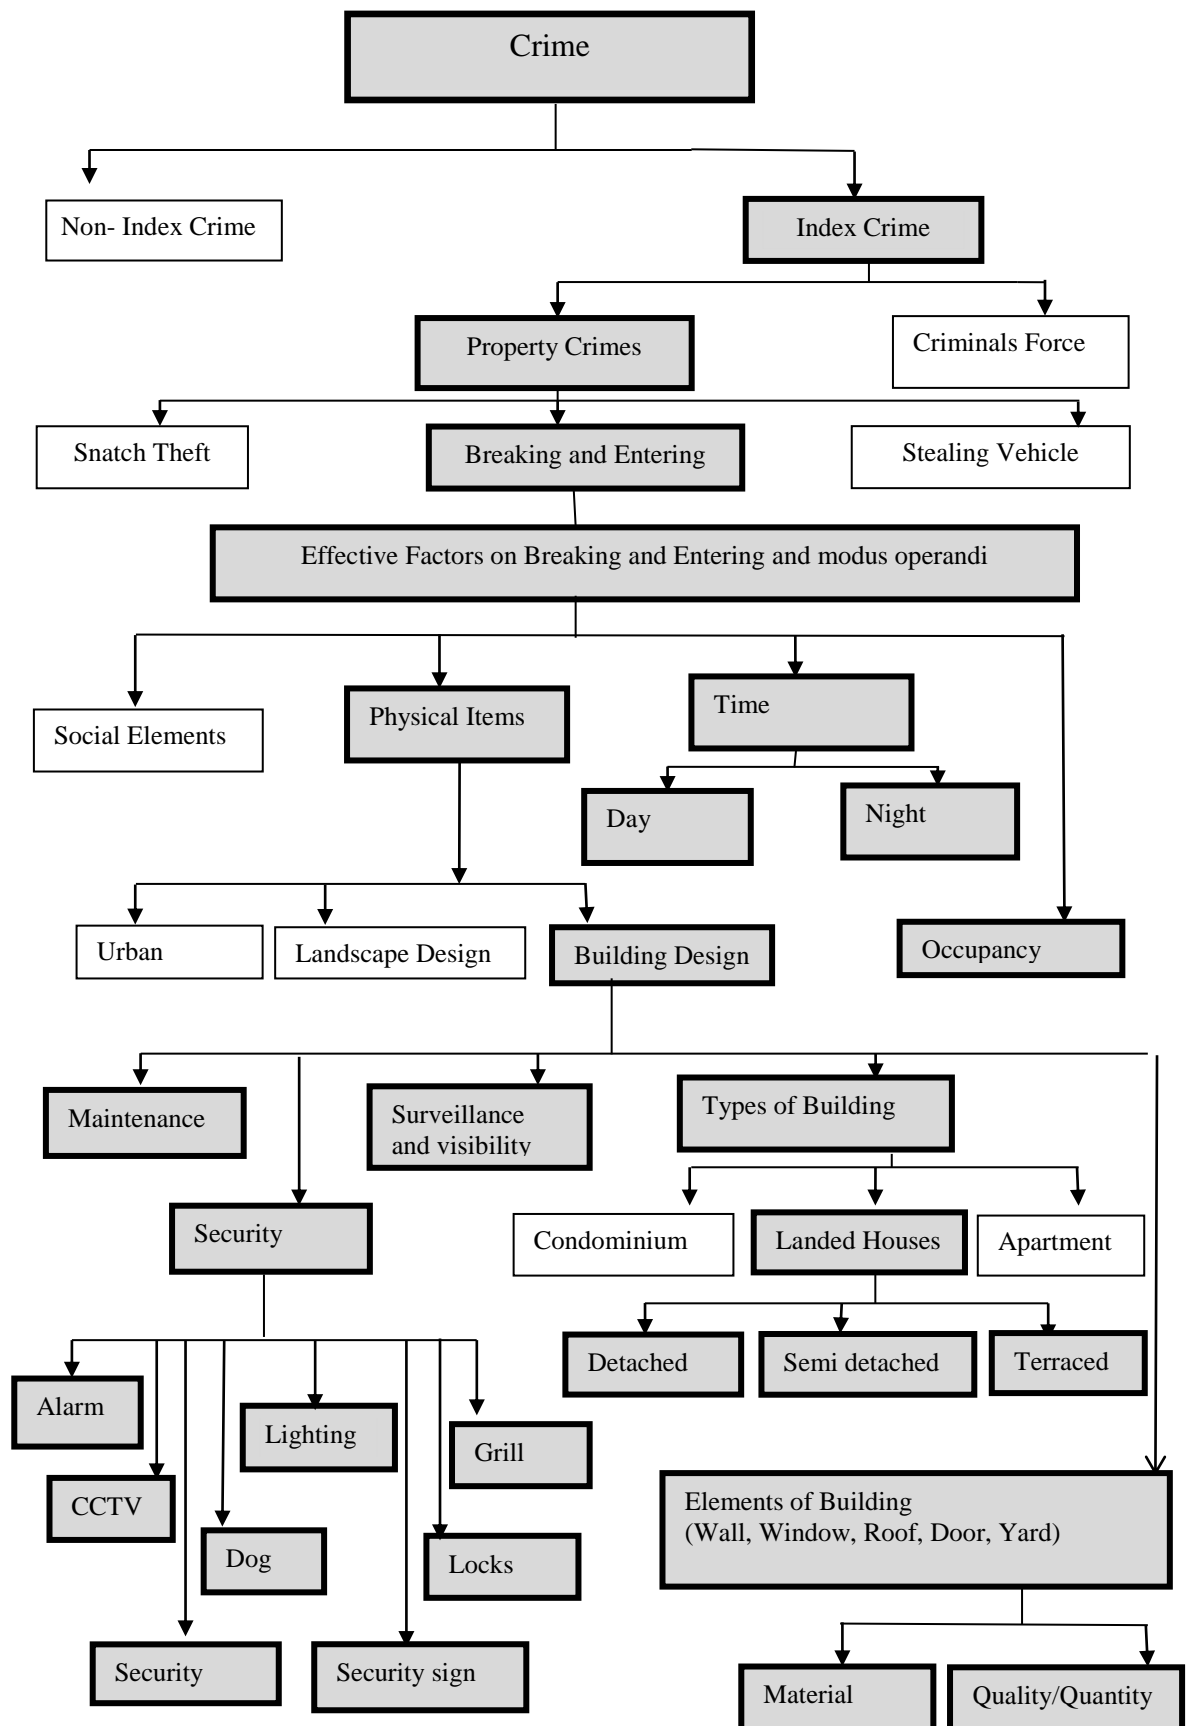 Crime
Non- Index Crime
Index Crime
Property Crimes
Criminals Force
Snatch Theft
Breaking and Entering
Stealing Vehicle
Effective Factors on Breaking and Entering and modus operandi
Social Elements
Physical Items
Time
Day
Night
Urban
Landscape Design
Building Design
Occupancy
Maintenance
Surveillance
and visibility
Types of Building
Security
Condominium
Landed Houses
Apartment
Detached
Semi detached
Terraced
Alarm
Lighting
Grill
CCTV
Dog
Locks
Elements of Building
(Wall, Window, Roof, Door, Yard)
Security
Security sign
Material
Quality/Quantity